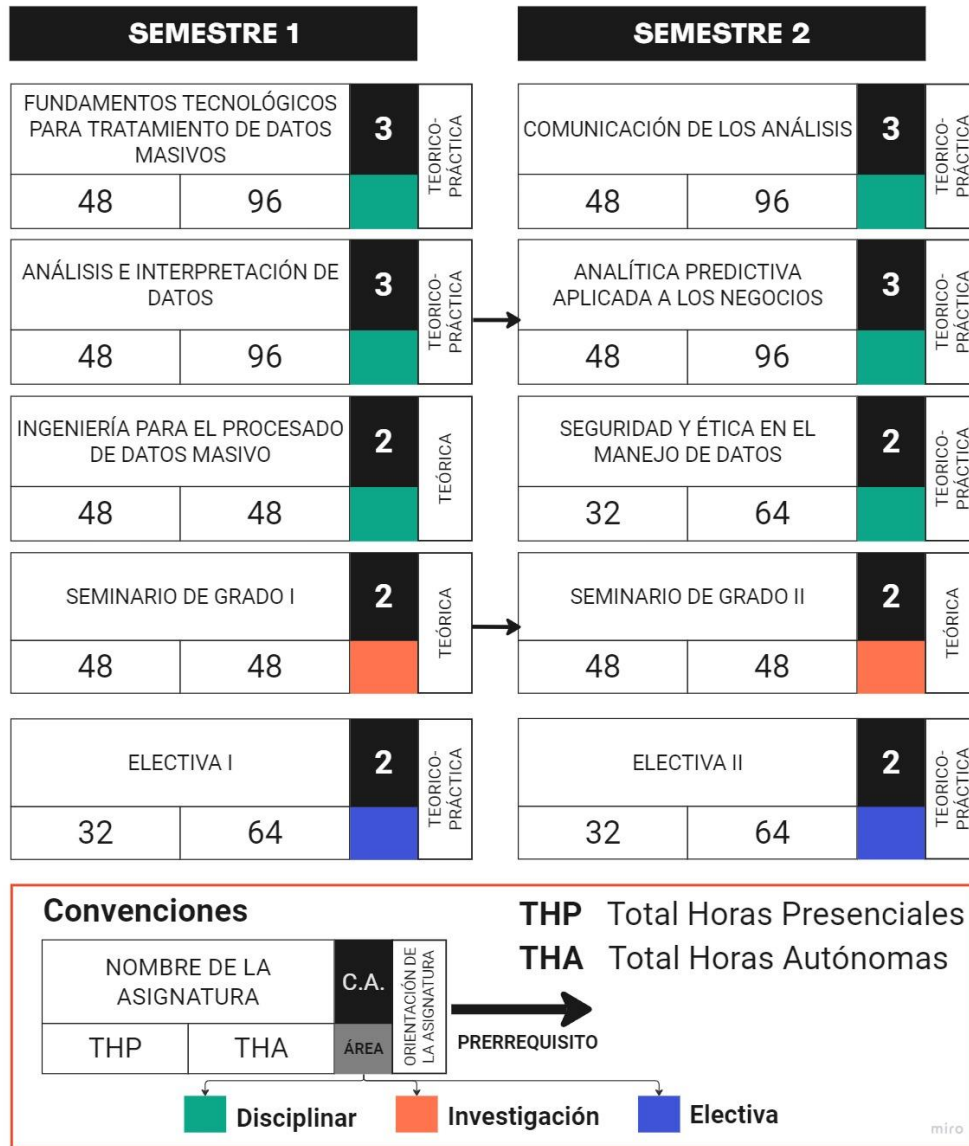 SEMESTRE 1
FUNDAMENTOS TECNOLÓGICOS
PARA TRATAMIENTO DE DATOS
MASIVOS
3
TEORICO-
PRÁCTICA
48 96
ANÁLISIS E INTERPRETACIÓN DE
DATOS
3
TEORICO-
PRÁCTICA
48 96
INGENIERÍA PARA EL PROCESADO
DE DATOS MASIVO
2
TEÓRICA
48 48
SEMINARIO DE GRADO I
2
TEÓRICA
48 48
ELECTIVA I
2
TEORICO-
PRÁCTICA
32 64
SEMESTRE 2
COMUNICACIÓN DE LOS ANÁLISIS
3
TEORICO-
PRÁCTICA
48 96
ANALÍTICA PREDICTIVA
APLICADA A LOS NEGOCIOS
3
TEORICO-
PRÁCTICA
48 96
SEGURIDAD Y ÉTICA EN EL
MANEJO DE DATOS
2
TEORICO-
PRÁCTICA
32 64
SEMINARIO DE GRADO II
2
TEÓRICA
48 48
ELECTIVA II
2
TEORICO-
PRÁCTICA
32 64
Convenciones
NOMBRE DE LA
ASIGNATURA
C.A.
ORIENTACIÓN DE
LA ASIGNATURA
THP THA ÁREA
PRERREQUISITO
THP Total Horas Presenciales
THA Total Horas Autónomas
Disciplinar Investigación Electiva
miro